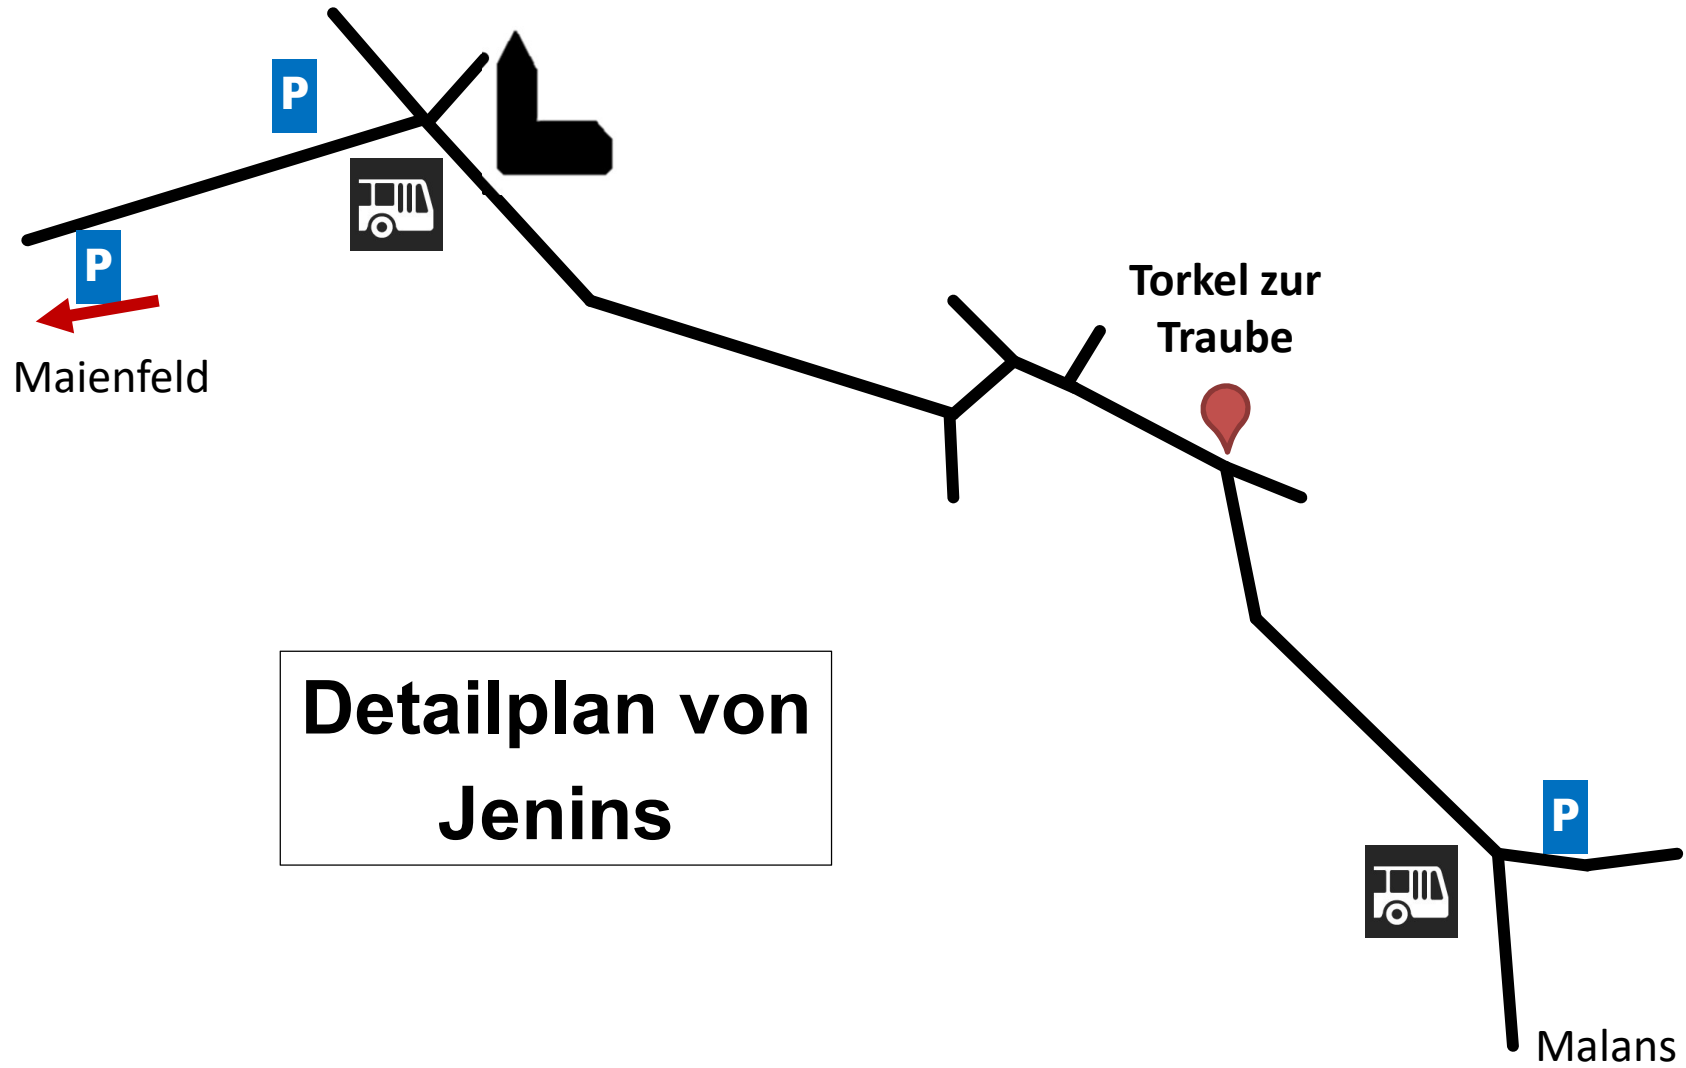 P
P
Maienfeld
Torkel zur
Traube
Detailplan von
Jenins
P
Malans